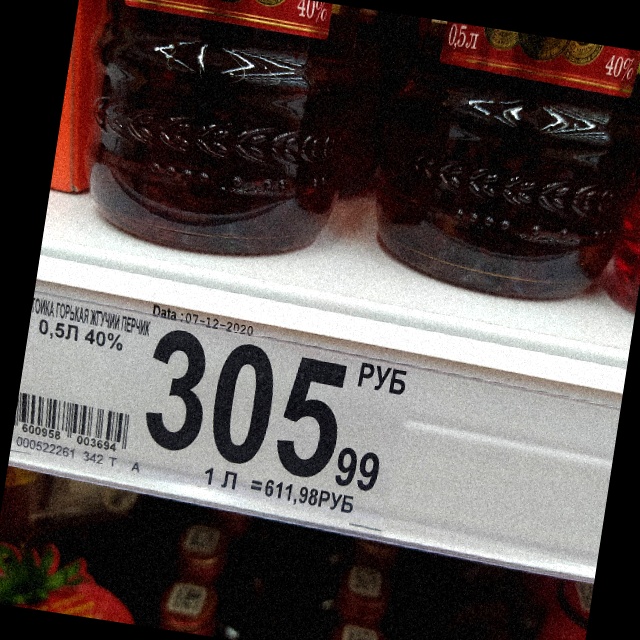 40%
0,5л
40%
ГОРЬКАЯ ЖГУЧИЙ ПЕРЧИК
0,5Л 40%
Data :07-12-2020
305 99 РУБ
1 Л =611,98РУБ
600958 003694
000522261 342 Т А